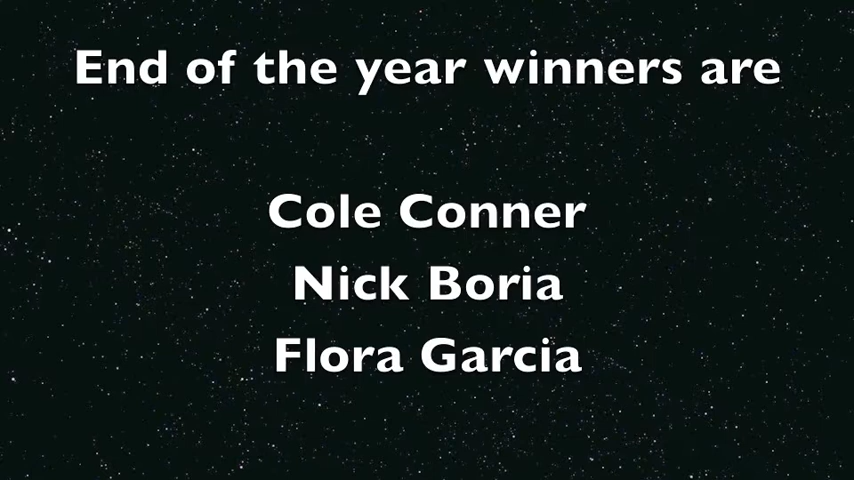 End of the year winners are
Cole Conner
Nick Boria
Flora Garcia